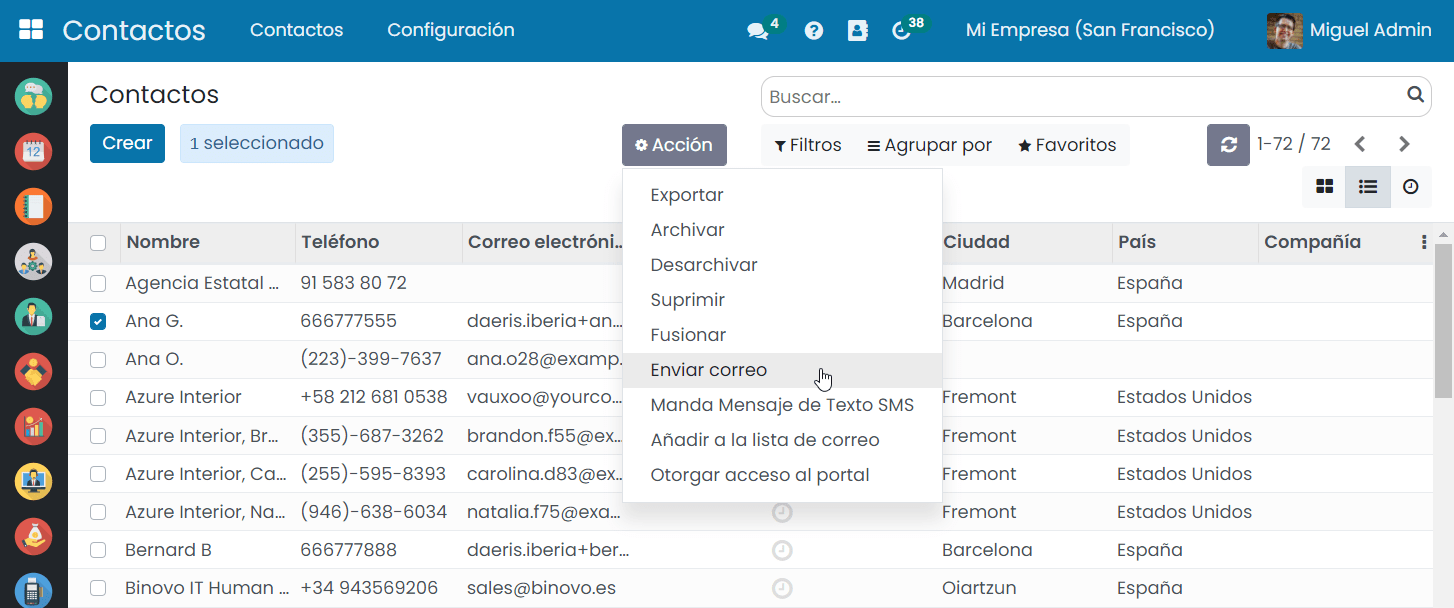 Contactos Contactos Configuración 4 38 Mi Empresa (San Francisco) Miguel Admin
Contactos
Buscar...
Crear 1 seleccionado Acción Filtros Agrupar por Favoritos 1-72 / 72
12
Exportar
Archivar
Desarchivar
Suprimir
Fusionar
Enviar correo
Manda Mensaje de Texto SMS
Añadir a la lista de correo
Otorgar acceso al portal
Nombre Teléfono Correo electróni... Ciudad País Compañía
Agencia Estatal ... 91 583 80 72 Madrid España
Ana G. 666777555 daeris.iberia+an... Barcelona España
Ana O. (223)-399-7637 ana.o28@examp.
Azure Interior +58 212 681 0538 vauxoo@yourco... Fremont Estados Unidos
Azure Interior, Br... (355)-687-3262 brandon.f55@ex... Fremont Estados Unidos
Azure Interior, Ca... (255)-595-8393 carolina.d83@ex... Fremont Estados Unidos
Azure Interior, Na... (946)-638-6034 natalia.f75@exa... Fremont Estados Unidos
Bernard B 666777888 daeris.iberia+ber... Barcelona España
Binovo IT Human ... +34 943569206 sales@binovo.es Oiartzun España